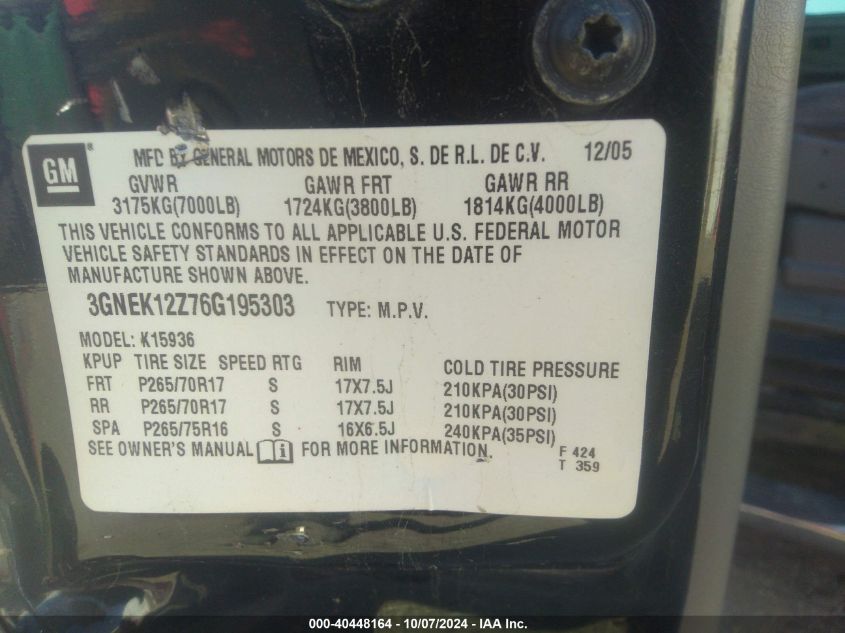 GM ® MFD BY GENERAL MOTORS DE MEXICO, S. DE R.L. DE C.V. 12/05
GVWR GAWR FRT GAWR RR
3175KG(7000LB) 1724KG(3800LB) 1814KG(4000LB)
THIS VEHICLE CONFORMS TO ALL APPLICABLE U.S. FEDERAL MOTOR
VEHICLE SAFETY STANDARDS IN EFFECT ON THE DATE OF
MANUFACTURE SHOWN ABOVE.
3GNEK12Z76G195303 TYPE: M.P.V.
MODEL: K15936
KPUP TIRE SIZE SPEED RTG RIM COLD TIRE PRESSURE
FRT P265/70R17 S 17X7.5J 210KPA(30PSI)
RR P265/70R17 S 17X7.5J 210KPA(30PSI)
SPA P265/75R16 S 16X6.5J 240KPA(35PSI)
SEE OWNER'S MANUAL i FOR MORE INFORMATION. F 424
T 359
000-40448164 - 10/07/2024 - IAA Inc.